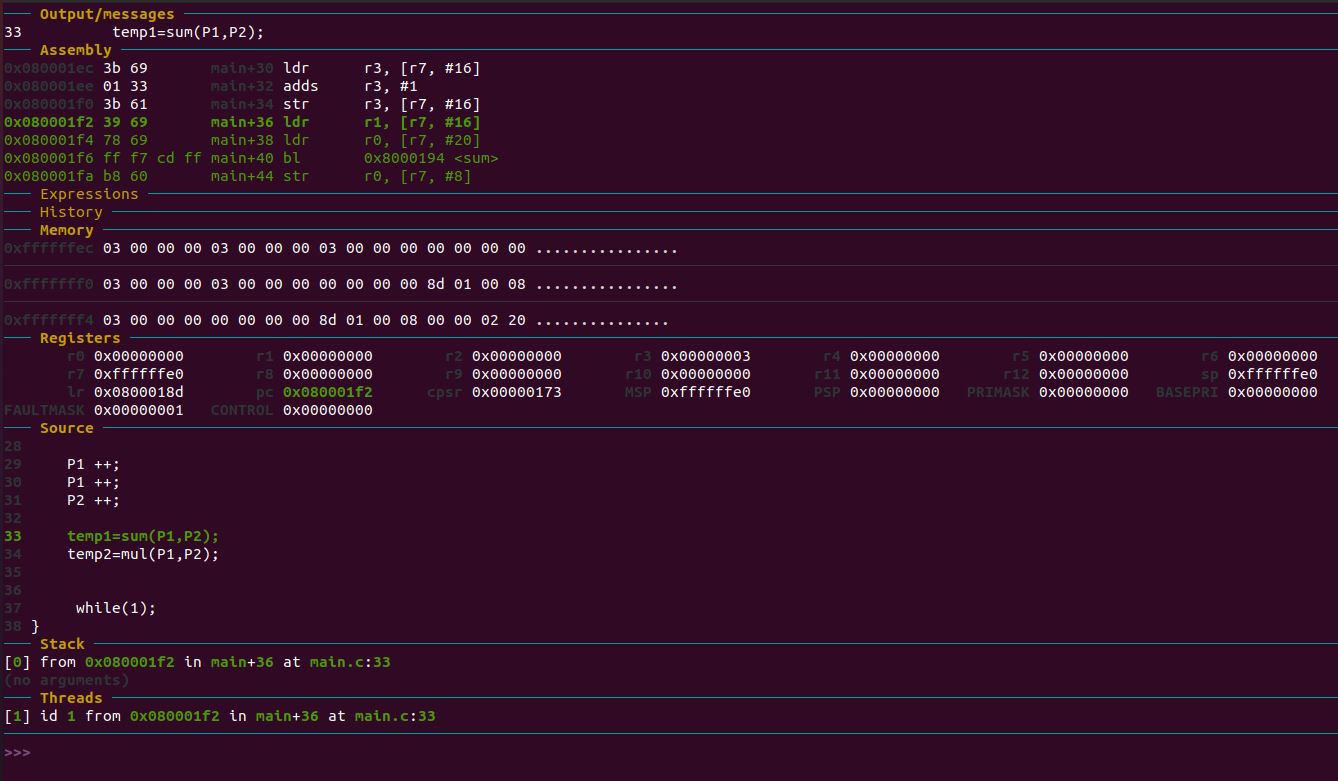 Output/messages
33 temp1=sum(P1,P2);
Assembly
0x080001ec 3b 69 main+30 ldr r3, [r7, #16]
0x080001ee 01 33 main+32 adds r3, #1
0x080001f0 3b 61 main+34 str r3, [r7, #16]
0x080001f2 39 69 main+36 ldr r1, [r7, #16]
0x080001f4 78 69 main+38 ldr r0, [r7, #20]
0x080001f6 ff f7 cd ff main+40 bl 0x8000194 <sum>
0x080001fa b8 60 main+44 str r0, [r7, #8]
Expressions
History
Memory
0xffffffec 03 00 00 00 03 00 00 00 03 00 00 00 00 00 00 00 ................
0xfffffff0 03 00 00 00 03 00 00 00 00 00 00 00 8d 01 00 08 ................
0xfffffff4 03 00 00 00 00 00 00 00 8d 01 00 08 00 00 02 20 ............... 
Registers
r0 0x00000000 r1 0x00000000 r2 0x00000000 r3 0x00000003 r4 0x00000000 r5 0x00000000 r6 0x00000000
r7 0xffffffe0 r8 0x00000000 r9 0x00000000 r10 0x00000000 r11 0x00000000 r12 0x00000000 sp 0xffffffe0
lr 0x0800018d pc 0x080001f2 cpsr 0x00000173 MSP 0xffffffe0 PSP 0x00000000 PRIMASK 0x00000000 BASEPRI 0x00000000
FAULTMASK 0x00000001 CONTROL 0x00000000
Source
28
29 P1 ++;
30 P1 ++;
31 P2 ++;
32
33 temp1=sum(P1,P2);
34 temp2=mul(P1,P2);
35
36
37 while(1);
38 }
Stack
[0] from 0x080001f2 in main+36 at main.c:33
(no arguments)
Threads
[1] id 1 from 0x080001f2 in main+36 at main.c:33
>>>